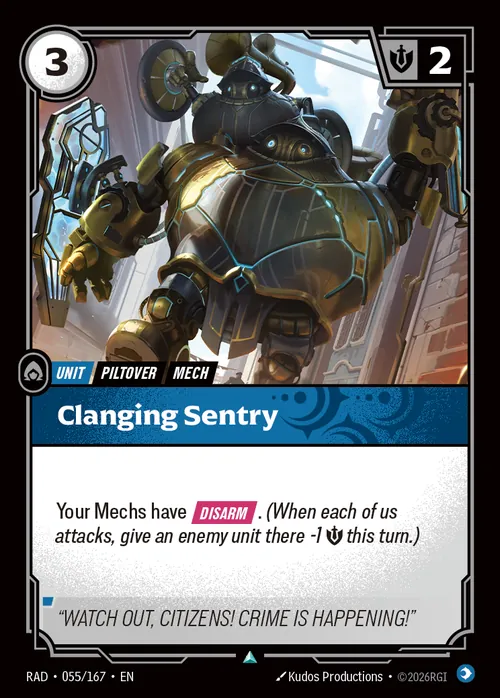 3
2
UNIT PILTOVER MECH
Clanging Sentry
Your Mechs have DISARM. (When each of us
attacks, give an enemy unit there -1 this turn.)
“WATCH OUT, CITIZENS! CRIME IS HAPPENING!”
RAD • 055/167 • EN
Kudos Productions • ©2026RGI